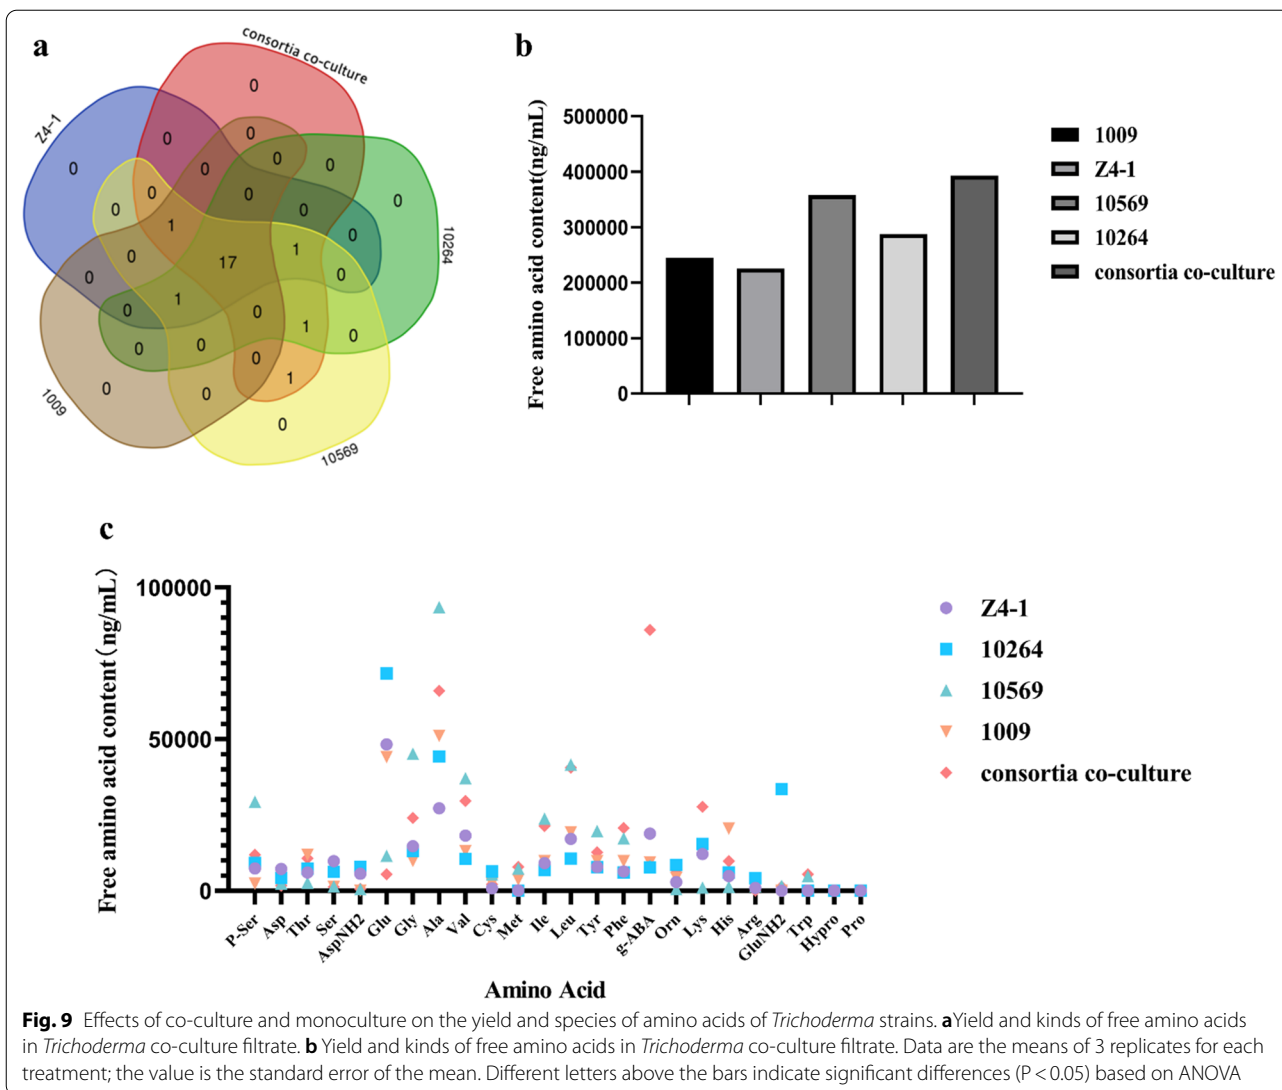 a
consortia co-culture
Z4-1
0
0
0
0
0
0
0
0
0
0
0
0
0
0
1
0
1
17
0
0
0
1
0
0
1
0
0
0
0
0
1
0
0
10264
1009
10569
b
Free amino acid content(ng/mL)
500000
400000
300000
200000
100000
0
1009
Z4-1
10569
10264
consortia co-culture
c
Free amino acid content(ng/mL)
100000
50000
0
Z4-1
10264
10569
1009
consortia co-culture
P-Ser
Asp
Thr
Ser
AspNH2
Glu
Gly
Ala
Val
Cys
Met
Ile
Leu
Tyr
Phe
g-ABA
Orn
Lys
His
Arg
GluNH2
Trp
Hypro
Pro
Amino Acid
Fig. 9 Effects of co-culture and monoculture on the yield and species of amino acids of Trichoderma strains. aYield and kinds of free amino acids
in Trichoderma co-culture filtrate. b Yield and kinds of free amino acids in Trichoderma co-culture filtrate. Data are the means of 3 replicates for each
treatment; the value is the standard error of the mean. Different letters above the bars indicate significant differences (P < 0.05) based on ANOVA